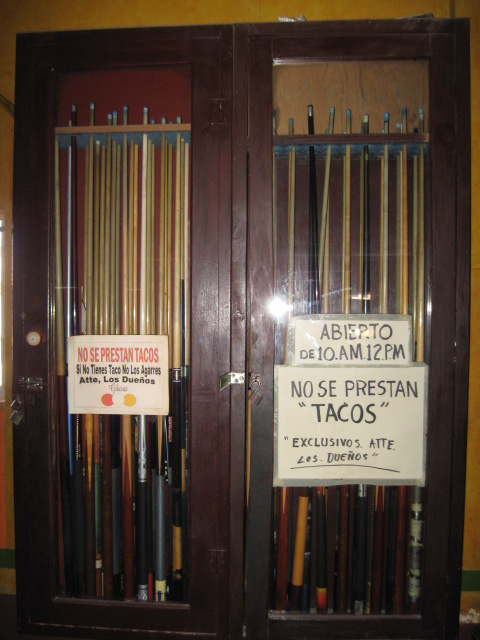 NO SE PRESTAN TACOS
Si No Tienes Taco No Los Agarres
Atte, Los Dueños
ABIERTO
DE 10.A.M.12 P.M
NO SE PRESTAN
"TACOS"
"EXCLUSIVOS. ATTE.
LOS. DUEÑOS"